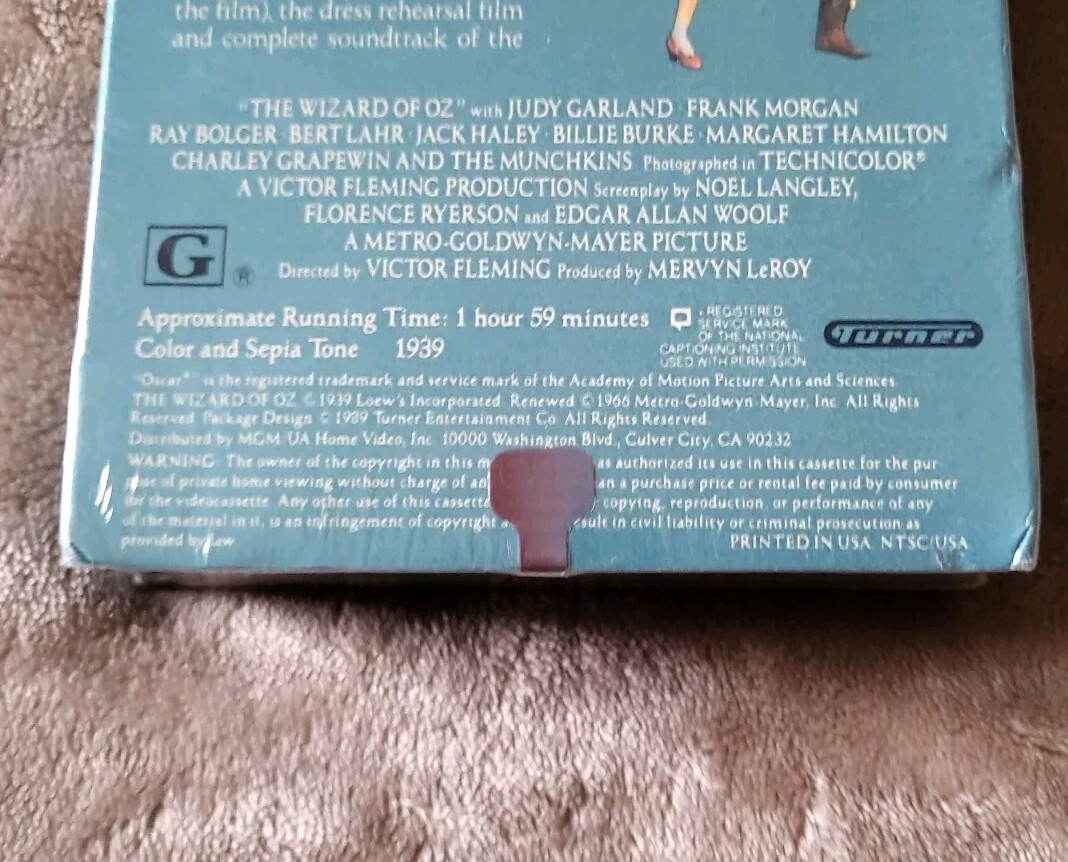 the film), the dress rehearsal film
and complete soundtrack of the
"THE WIZARD OF OZ" with JUDY GARLAND · FRANK MORGAN
RAY BOLGER · BERT LAHR · JACK HALEY · BILLIE BURKE · MARGARET HAMILTON
CHARLEY GRAPEWIN AND THE MUNCHKINS Photographed in TECHNICOLOR®
A VICTOR FLEMING PRODUCTION Screenplay by NOEL LANGLEY,
FLORENCE RYERSON and EDGAR ALLAN WOOLF
A METRO-GOLDWYN-MAYER PICTURE
G ® Directed by VICTOR FLEMING Produced by MERVYN LeROY
Approximate Running Time: 1 hour 59 minutes
Color and Sepia Tone 1939
· REGISTERED
SERVICE MARK
OF THE NATIONAL
CAPTIONING INSTITUTE
USED WITH PERMISSION
Turner
"Oscar" is the registered trademark and service mark of the Academy of Motion Picture Arts and Sciences
THE WIZARD OF OZ © 1939 Loew's Incorporated Renewed © 1966 Metro-Goldwyn-Mayer, Inc. All Rights
Reserved. Package Design © 1989 Turner Entertainment Co. All Rights Reserved.
Distributed by MGM/UA Home Video, Inc. 10000 Washington Blvd., Culver City, CA 90232
WARNING: The owner of the copyright in this m as authorized its use in this cassette for the pur-
pose of private home viewing without charge of an an a purchase price or rental fee paid by consumer
for the videocassette. Any other use of this cassette copying, reproduction, or performance of any
of the material in it, is an infringement of copyright a esult in civil liability or criminal prosecution as
provided by Law
PRINTED IN USA NTSC/USA